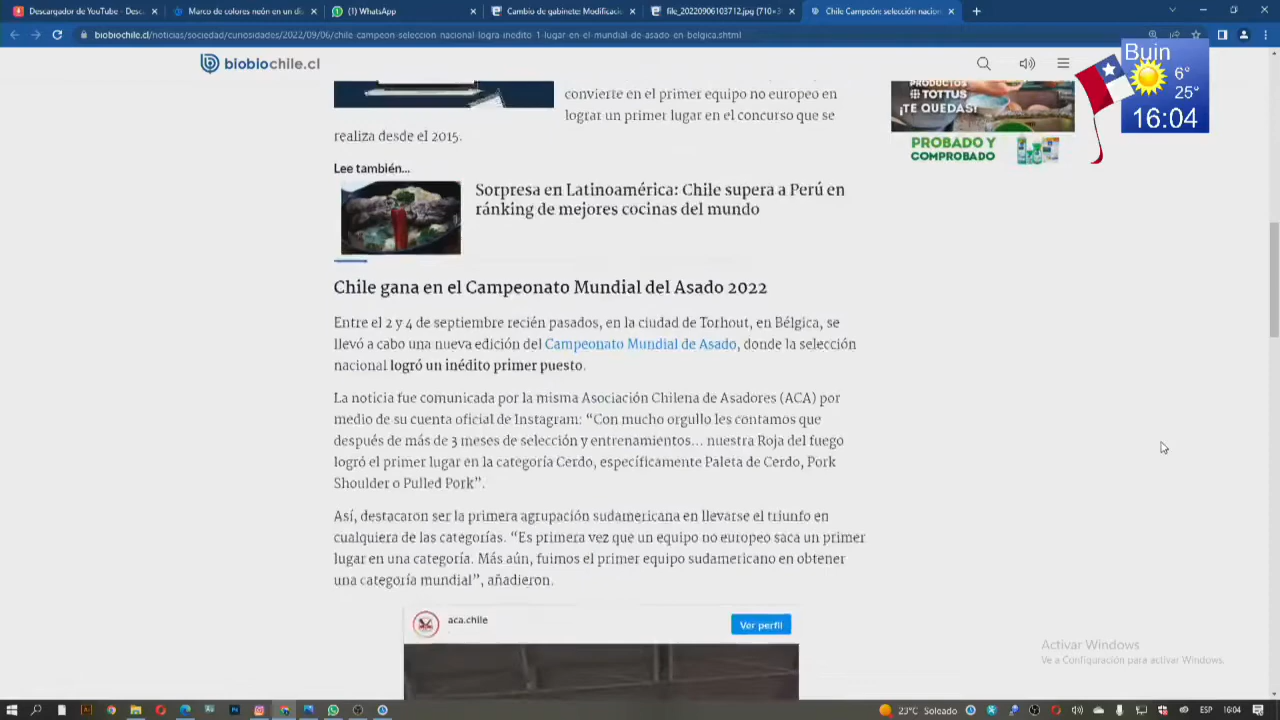 Descargador de YouTube - Desc
Marco de colores neón en un di
(1) WhatsApp
Cambio de gabinete: Modificaci
file_20220906103712.jpg (710×3
Chile Campeón: selección nacion
biobiochile.cl/noticias/sociedad/curiosidades/2022/09/06/chile-campeon-seleccion-nacional-logra-inedito-1-lugar-en-el-mundial-de-asado-en-belgica.shtml
biobiochile.cl
Buin
6°
25°
16:04
convierte en el primer equipo no europeo en
lograr un primer lugar en el concurso que se
realiza desde el 2015.
PRODUCTOS
TOTTUS
¡TE QUEDAS!
PROBADO Y
COMPROBADO
Lee también...
Sorpresa en Latinoamérica: Chile supera a Perú en
ránking de mejores cocinas del mundo
Chile gana en el Campeonato Mundial del Asado 2022
Entre el 2 y 4 de septiembre recién pasados, en la ciudad de Torhout, en Bélgica, se
llevó a cabo una nueva edición del Campeonato Mundial de Asado, donde la selección
nacional logró un inédito primer puesto.
La noticia fue comunicada por la misma Asociación Chilena de Asadores (ACA) por
medio de su cuenta oficial de Instagram: “Con mucho orgullo les contamos que
después de más de 3 meses de selección y entrenamientos... nuestra Roja del fuego
logró el primer lugar en la categoría Cerdo, específicamente Paleta de Cerdo, Pork
Shoulder o Pulled Pork”.
Así, destacaron ser la primera agrupación sudamericana en llevarse el triunfo en
cualquiera de las categorías. “Es primera vez que un equipo no europeo saca un primer
lugar en una categoría. Más aún, fuimos el primer equipo sudamericano en obtener
una categoría mundial”, añadieron.
aca.chile
Ver perfil
Activar Windows
Ve a Configuración para activar Windows.
23°C Soleado
ESP
16:04